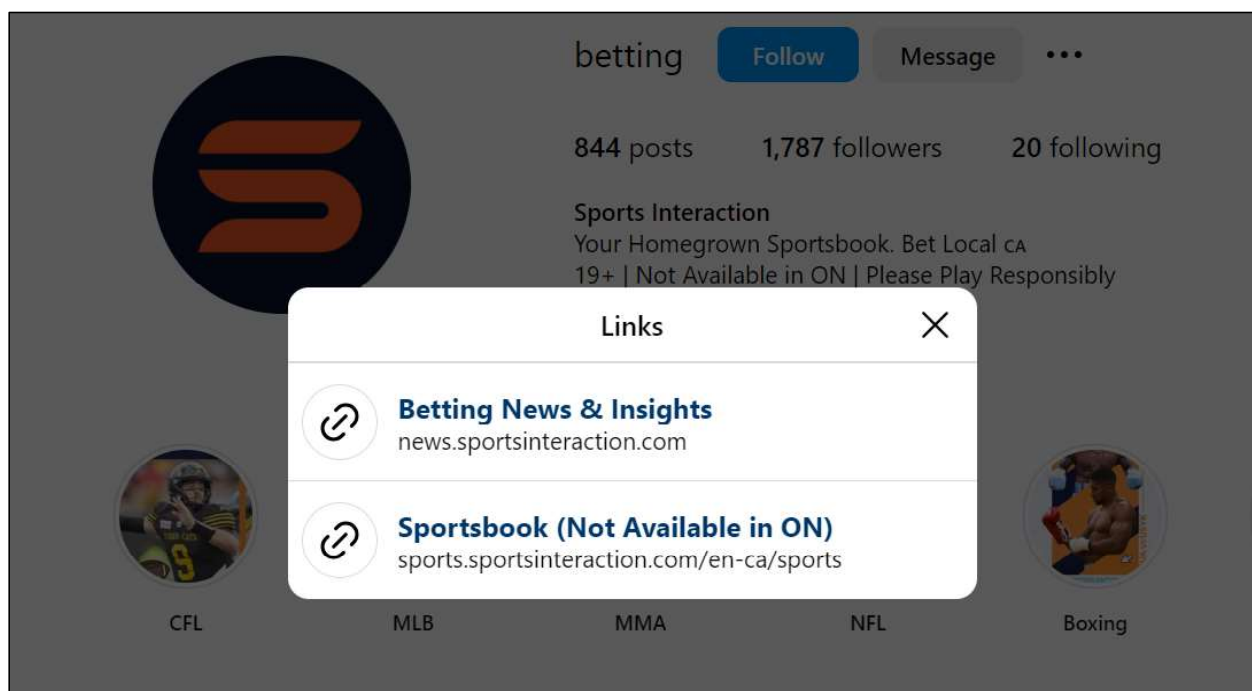 betting Follow Message •••
844 posts 1,787 followers 20 following
Sports Interaction
Your Homegrown Sportsbook. Bet Local CA
19+ | Not Available in ON | Please Play Responsibly
Links
Betting News & Insights
news.sportsinteraction.com
Sportsbook (Not Available in ON)
sports.sportsinteraction.com/en-ca/sports
9
CFL MLB MMA NFL Boxing